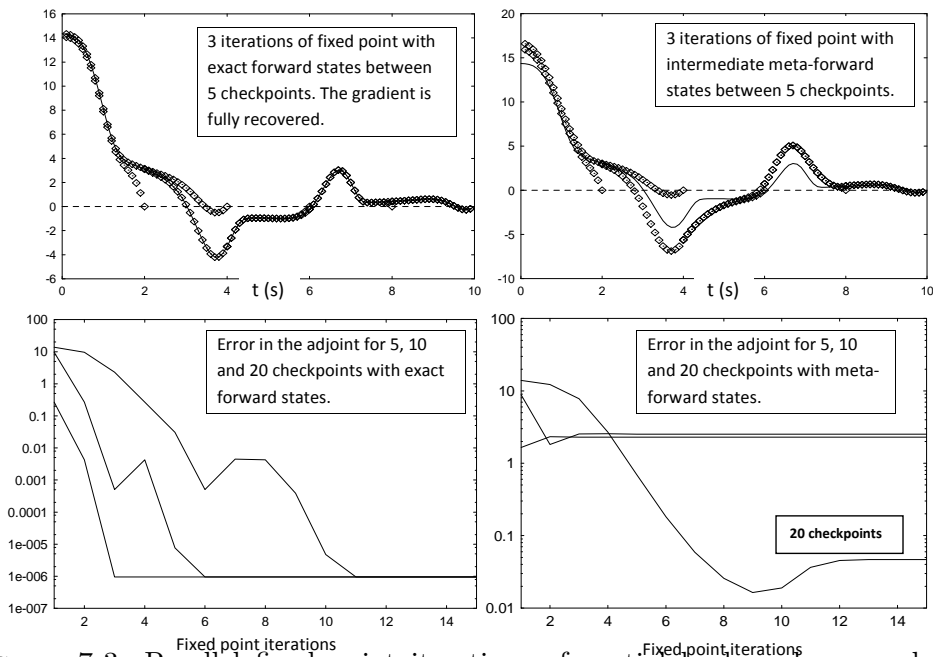 14
12
10
8
6
4
2
0
-2
-4
-6
0
2
4
6
8
10
t (s)
3 iterations of fixed point with
exact forward states between
5 checkpoints. The gradient is
fully recovered.
20
15
10
5
0
-5
-10
0
2
4
6
8
10
t (s)
3 iterations of fixed point with
intermediate meta-forward
states between 5 checkpoints.
100
10
1
0.1
0.01
0.001
0.0001
1e-005
1e-006
1e-007
2
4
6
8
10
12
14
Fixed point iterations
Error in the adjoint for 5, 10
and 20 checkpoints with exact
forward states.
100
10
1
0.1
0.01
2
4
6
8
10
12
14
Fixed point iterations
Error in the adjoint for 5, 10
and 20 checkpoints with meta-
forward states.
20 checkpoints